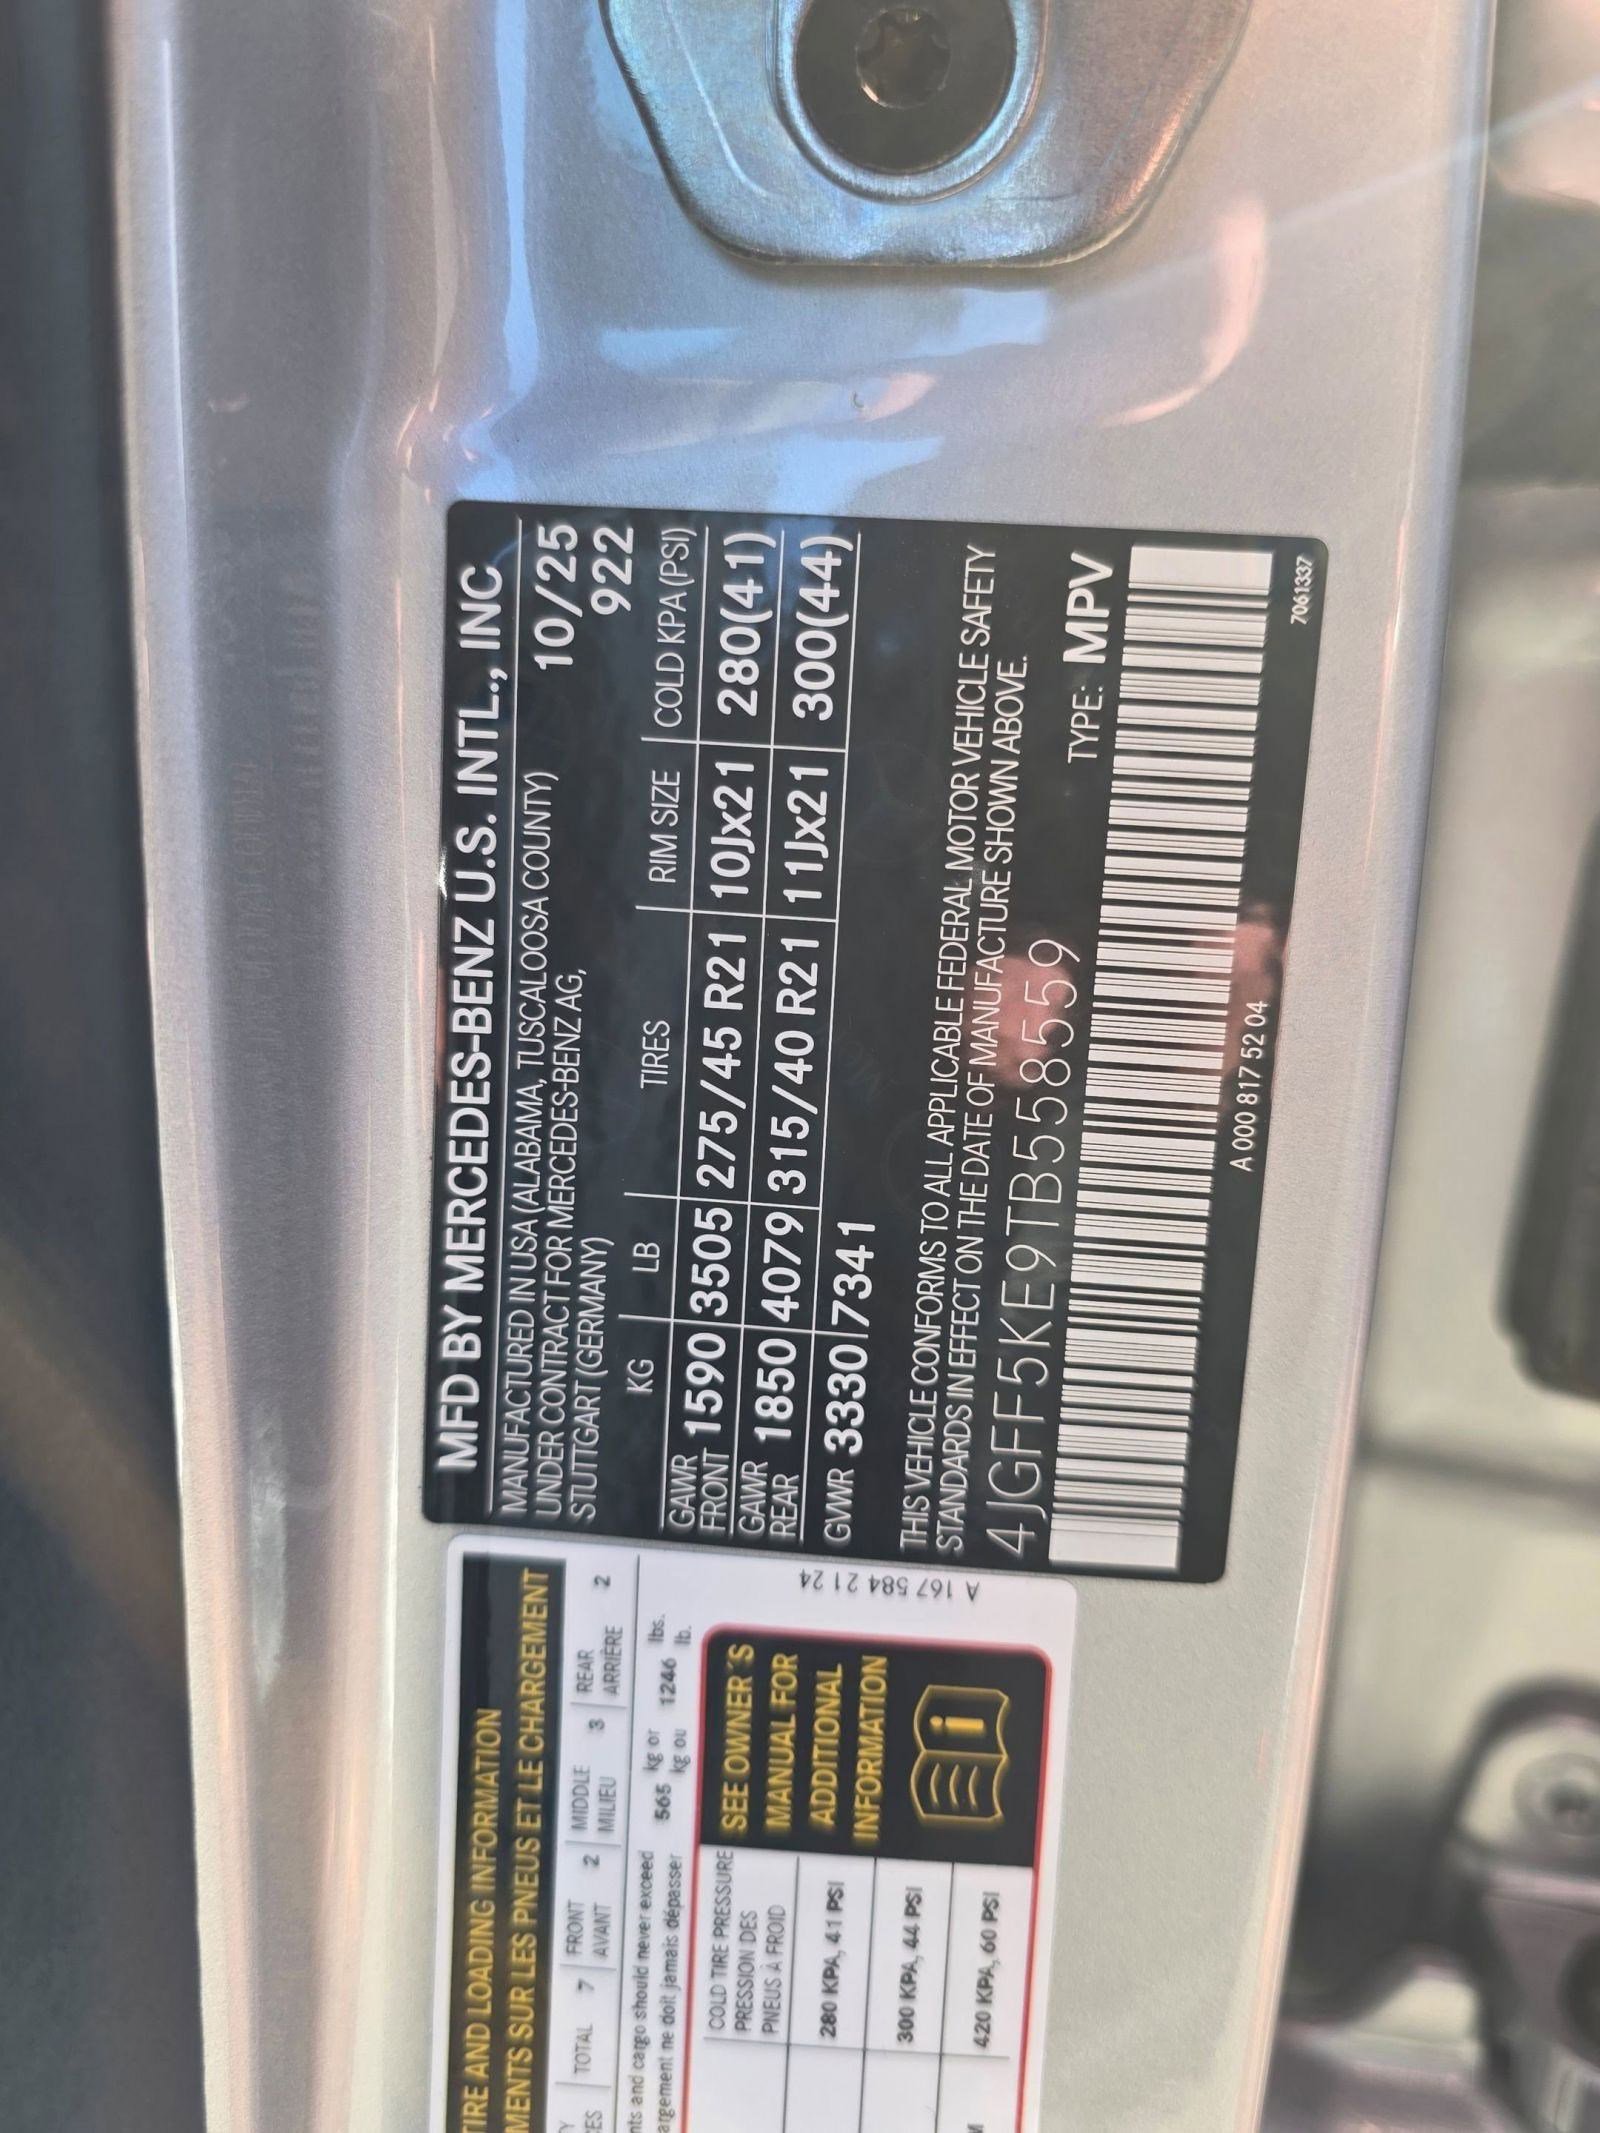 MFD BY MERCEDES-BENZ U.S. INTL., INC
MANUFACTURED IN USA (ALABAMA, TUSCALOOSA COUNTY) 10/25
UNDER CONTRACT FOR MERCEDES-BENZ AG, 922
STUTTGART (GERMANY)
KG LB TIRES RIM SIZE COLD KPA (PSI)
GAWR FRONT 1590 3505 275/45 R21 10Jx21 280(41)
GAWR REAR 1850 4079 315/40 R21 11Jx21 300(44)
GVWR 3330 7341
THIS VEHICLE CONFORMS TO ALL APPLICABLE FEDERAL MOTOR VEHICLE SAFETY
STANDARDS IN EFFECT ON THE DATE OF MANUFACTURE SHOWN ABOVE.
4JGFF5KE9TB558559 TYPE: MPV
A 000 817 52 04 7061337
TIRE AND LOADING INFORMATION
MENTS SUR LES PNEUS ET LE CHARGEMENT
TOTAL 7 FRONT 2 MIDDLE 3 REAR 2
AVANT MILIEU ARRIÈRE
nts and cargo should never exceed 565 kg or 1246 lbs.
argement ne doit jamais dépasser kg ou lb.
COLD TIRE PRESSURE
PRESSION DES
PNEUS À FROID
280 KPA, 41 PSI
300 KPA, 44 PSI
420 KPA, 60 PSI
SEE OWNER'S
MANUAL FOR
ADDITIONAL
INFORMATION
A 167 584 21 24